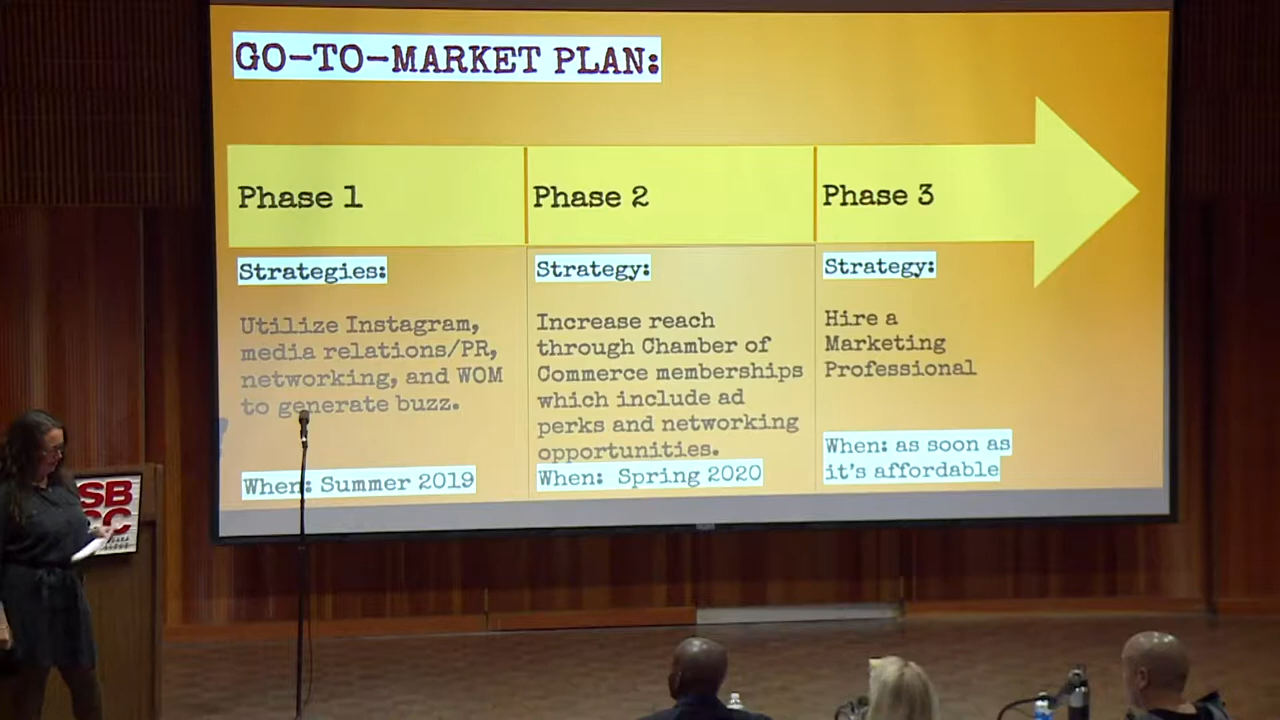 GO-TO-MARKET PLAN:
Phase 1
Phase 2
Phase 3
Strategies:
Utilize Instagram,
media relations/PR,
networking, and WOM
to generate buzz.
When: Summer 2019
Strategy:
Increase reach
through Chamber of
Commerce memberships
which include ad
perks and networking
opportunities.
When: Spring 2020
Strategy:
Hire a
Marketing
Professional
When: as soon as
it's affordable
SB